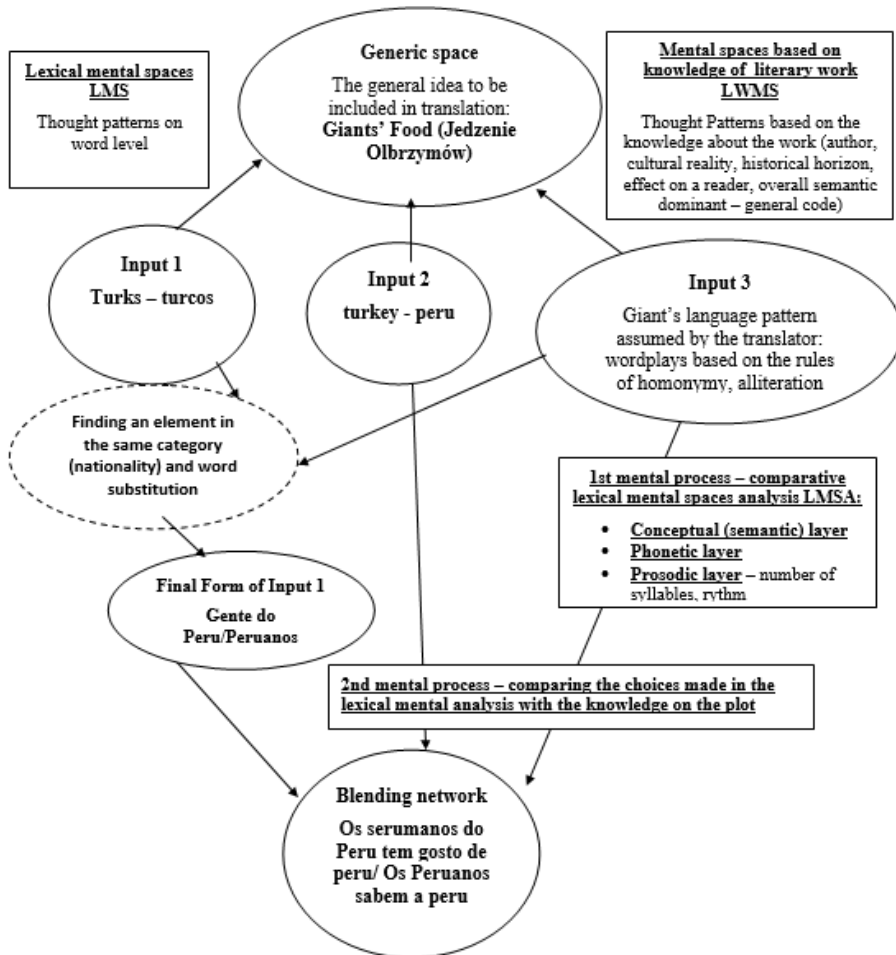 Generic space
The general idea to be
included in translation:
Giants' Food (Jedzenie
Olbrzymów)
Lexical mental spaces
LMS
Thought patterns on
word level
Mental spaces based on
knowledge of literary work
LWMS
Thought Patterns based on the
knowledge about the work (author,
cultural reality, historical horizon,
effect on a reader, overall semantic
dominant – general code)
Input 1
Turks – turcos
Input 2
turkey - peru
Input 3
Giant's language pattern
assumed by the translator:
wordplays based on the rules
of homonymy, alliteration
Finding an element in
the same category
(nationality) and word
substitution
1st mental process – comparative
lexical mental spaces analysis LMSA:
• Conceptual (semantic) layer
• Phonetic layer
• Prosodic layer – number of
syllables, rythm
Final Form of Input 1
Gente do
Peru/Peruanos
2nd mental process – comparing the choices made in the
lexical mental analysis with the knowledge on the plot
Blending network
Os serumanos do
Peru tem gosto de
peru/ Os Peruanos
sabem a peru